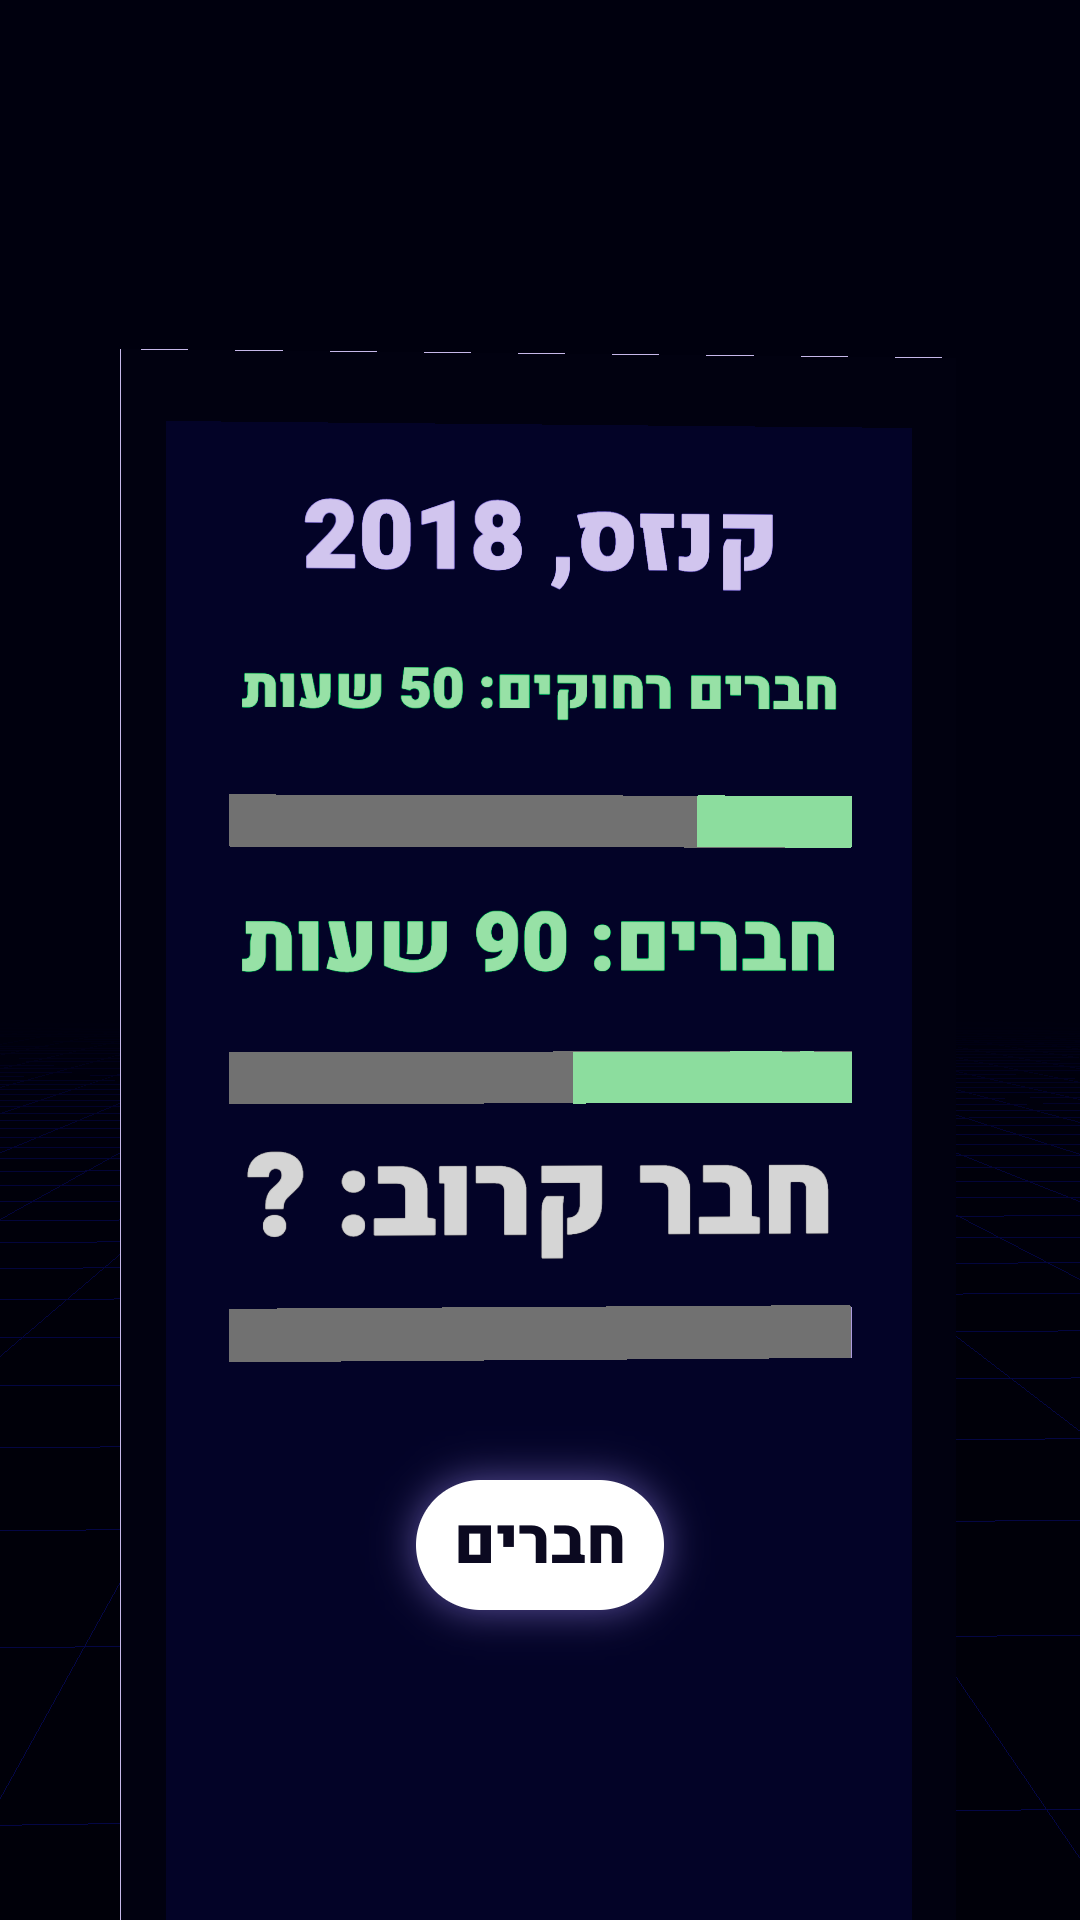 קנזס, 2018
חברים רחוקים: 50 שעות
חברים: 90 שעות
חבר קרוב: ?
חברים